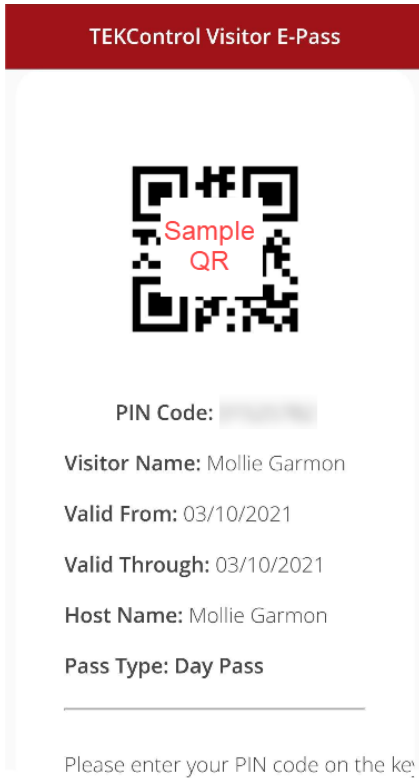 TEKControl Visitor E-Pass
Sample
QR
PIN Code:
Visitor Name: Mollie Garmon
Valid From: 03/10/2021
Valid Through: 03/10/2021
Host Name: Mollie Garmon
Pass Type: Day Pass
Please enter your PIN code on the